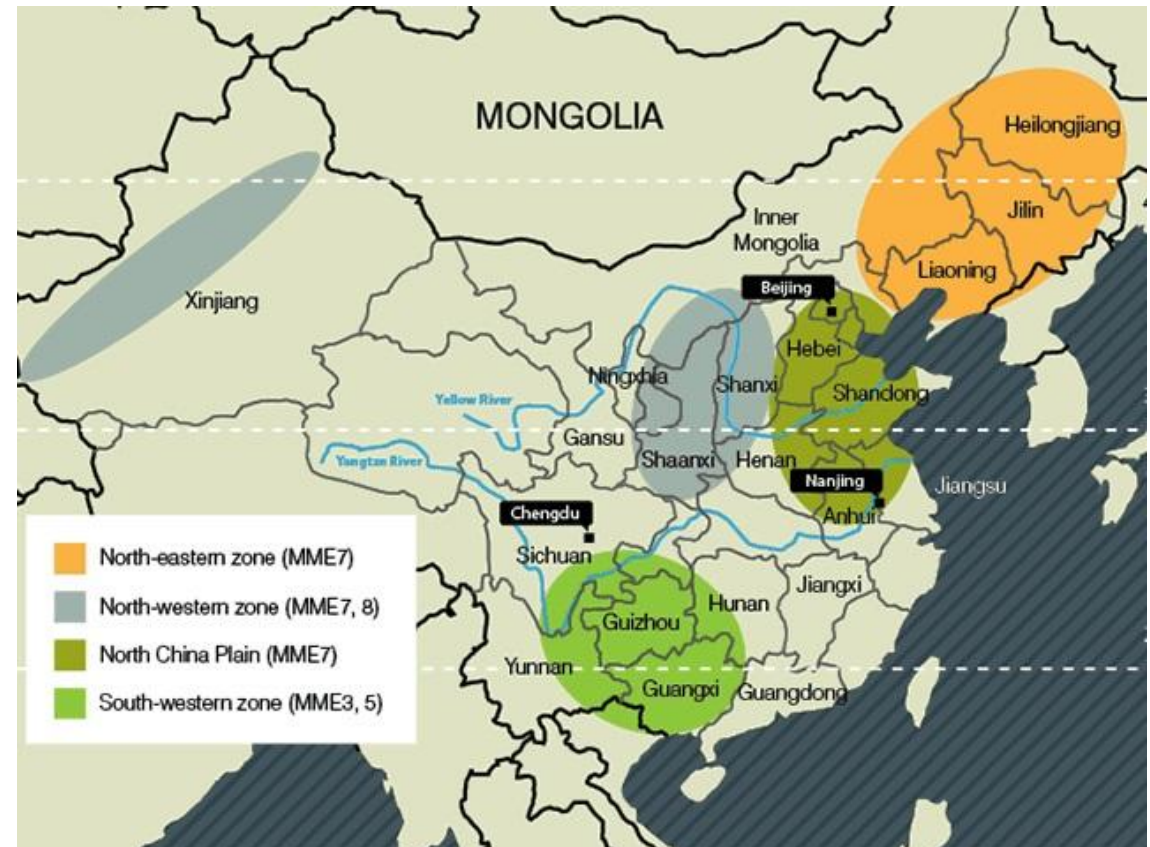 MONGOLIA
Heilongjiang
Inner
Mongolia
Jilin
Liaoning
Beijing
Xinjiang
Hebei
Ningxhia
Shanxi
Shandong
Yellow River
Gansu
Shaanxi
Henan
Yangtze River
Nanjing
Jiangsu
Chengdu
Anhui
Sichuan
Jiangxi
Hunan
Guizhou
Yunnan
Guangxi
Guangdong
North-eastern zone (MME7)
North-western zone (MME7, 8)
North China Plain (MME7)
South-western zone (MME3, 5)